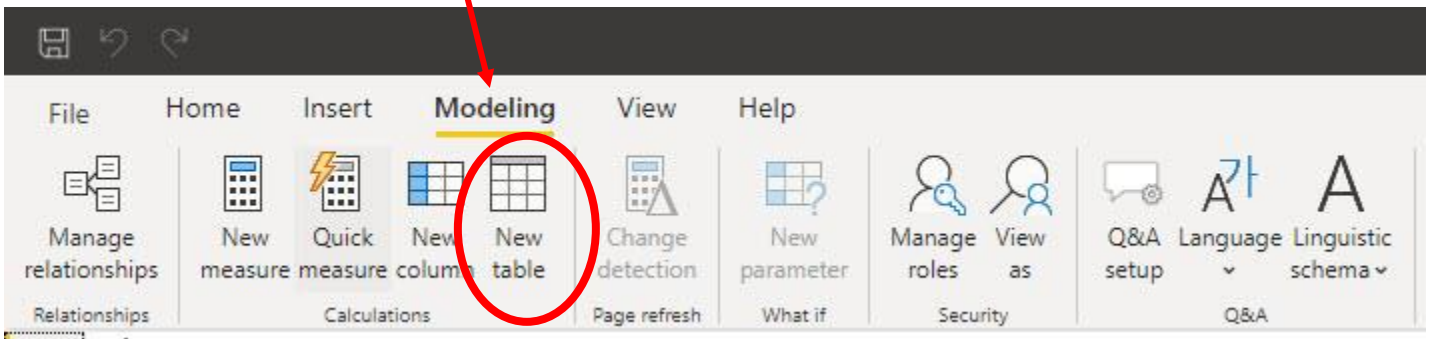 File Home Insert Modeling View Help
Manage relationships
New measure
Quick measure
New column
New table
Change detection
New parameter
Manage roles
View as
Q&A setup
Language
Linguistic schema
Relationships Calculations Page refresh What if Security Q&A